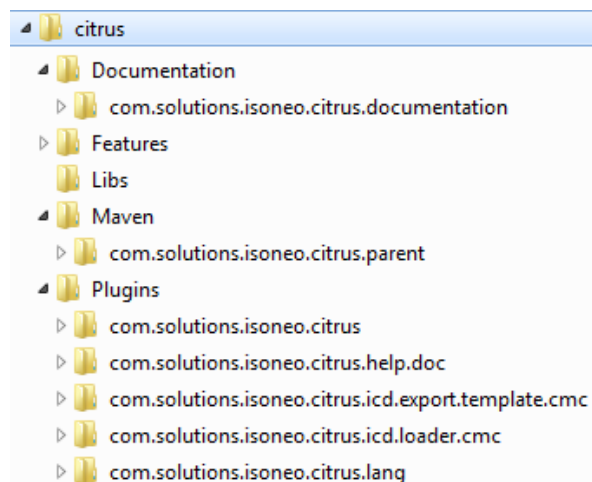 citrus
Documentation
com.solutions.isoneo.citrus.documentation
Features
Libs
Maven
com.solutions.isoneo.citrus.parent
Plugins
com.solutions.isoneo.citrus
com.solutions.isoneo.citrus.help.doc
com.solutions.isoneo.citrus.icd.export.template.cmc
com.solutions.isoneo.citrus.icd.loader.cmc
com.solutions.isoneo.citrus.lang